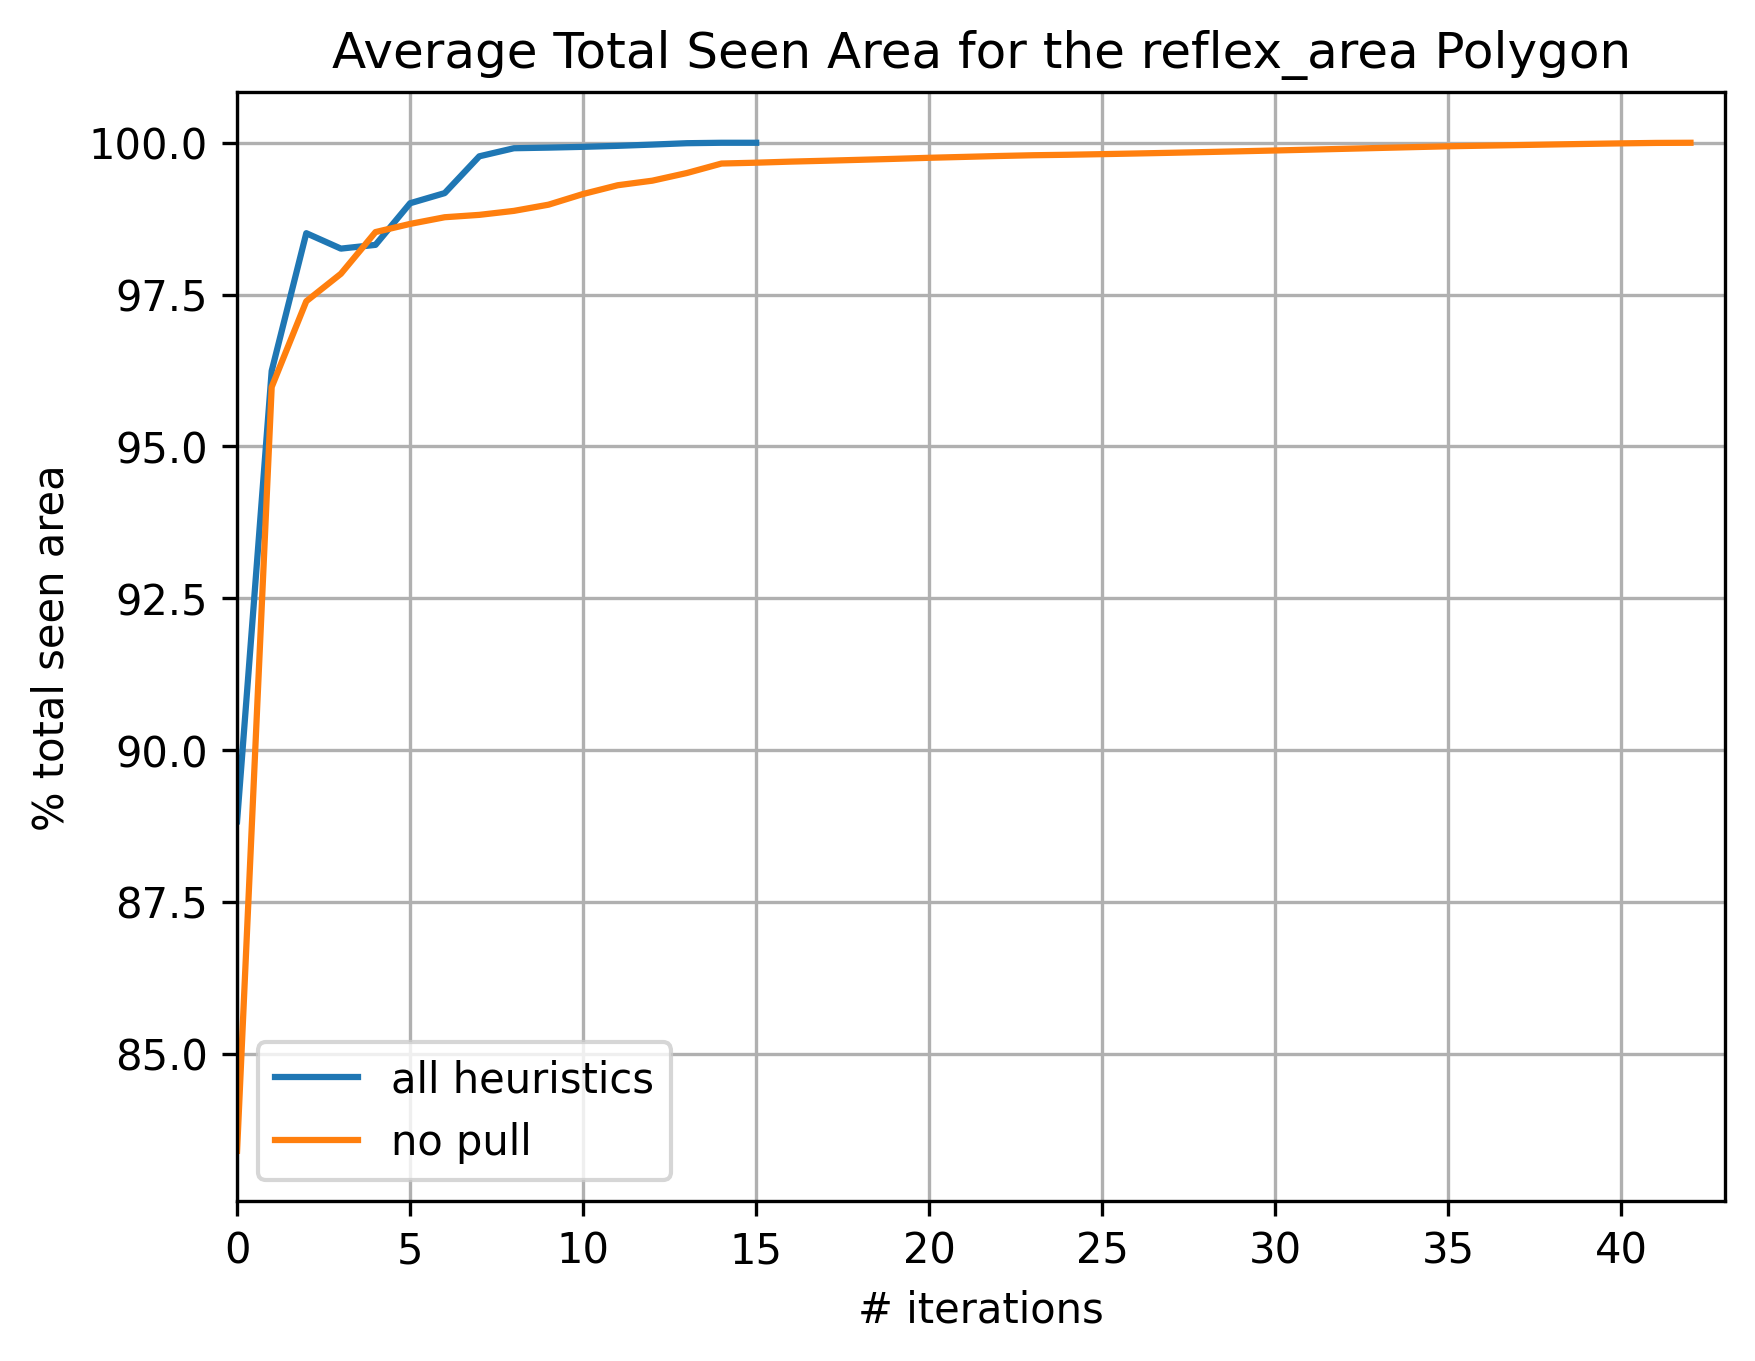 Average Total Seen Area for the reflex_area Polygon
100.0
97.5
95.0
92.5
90.0
87.5
85.0
% total seen area
all heuristics
no pull
0 5 10 15 20 25 30 35 40
# iterations